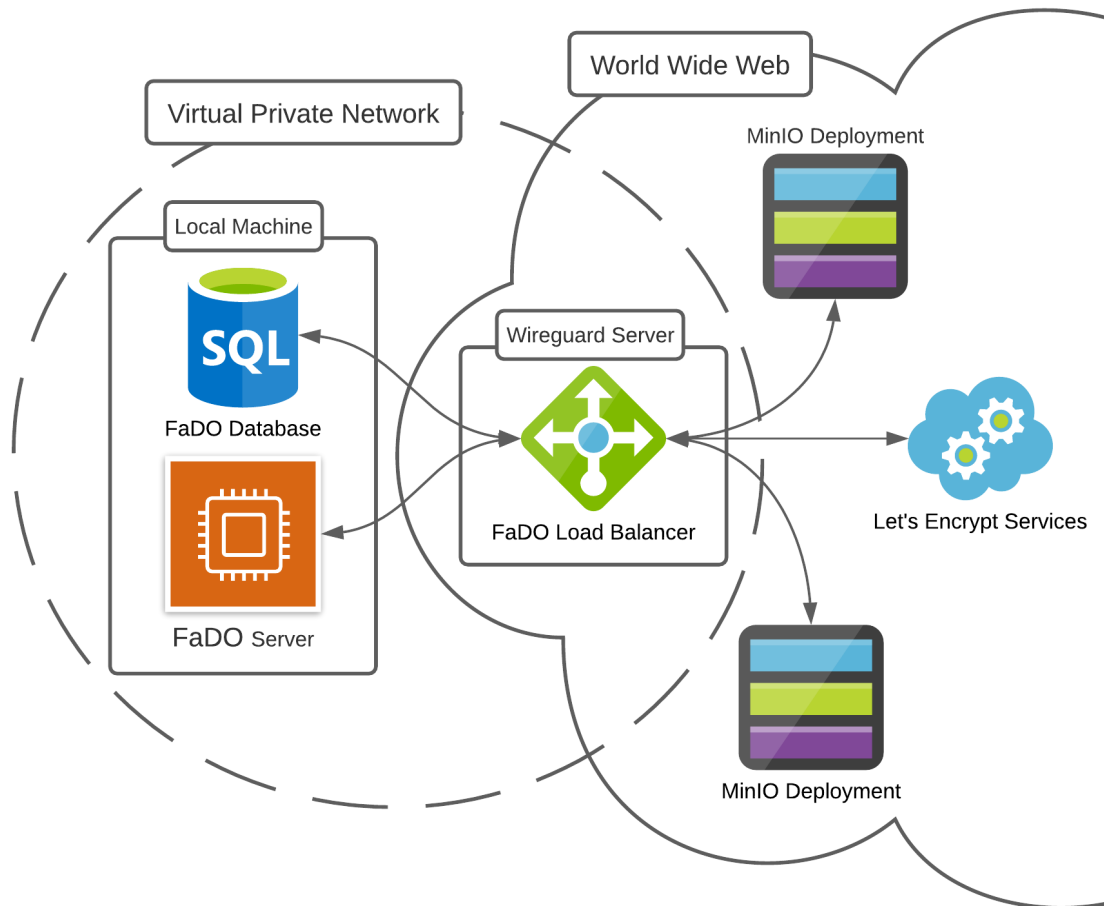 World Wide Web
Virtual Private Network
MinIO Deployment
Local Machine
SQL
FaDO Database
Wireguard Server
FaDO Load Balancer
Let's Encrypt Services
FaDO Server
MinIO Deployment